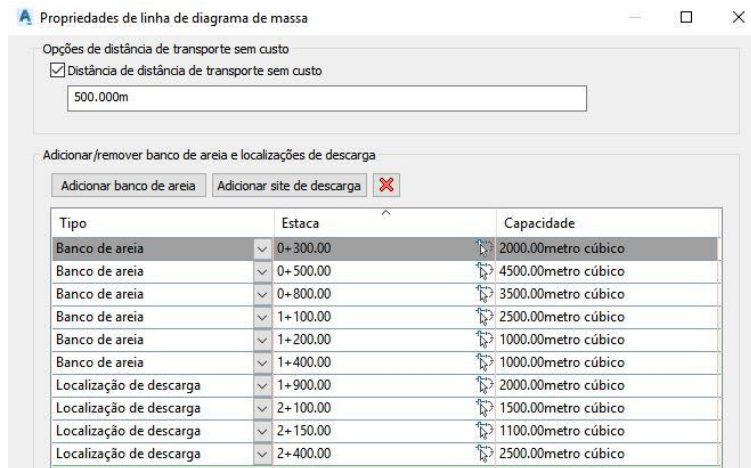 Propriedades de linha de diagrama de massa
Opções de distância de transporte sem custo
Distância de distância de transporte sem custo
500.000m
Adicionar/remover banco de areia e localizações de descarga
Adicionar banco de areia Adicionar site de descarga
Tipo Estaca Capacidade
Banco de areia 0+300.00 2000.00metro cúbico
Banco de areia 0+500.00 4500.00metro cúbico
Banco de areia 0+800.00 3500.00metro cúbico
Banco de areia 1+100.00 2500.00metro cúbico
Banco de areia 1+200.00 1000.00metro cúbico
Banco de areia 1+400.00 1000.00metro cúbico
Localização de descarga 1+900.00 2000.00metro cúbico
Localização de descarga 2+100.00 1500.00metro cúbico
Localização de descarga 2+150.00 1100.00metro cúbico
Localização de descarga 2+400.00 2500.00metro cúbico